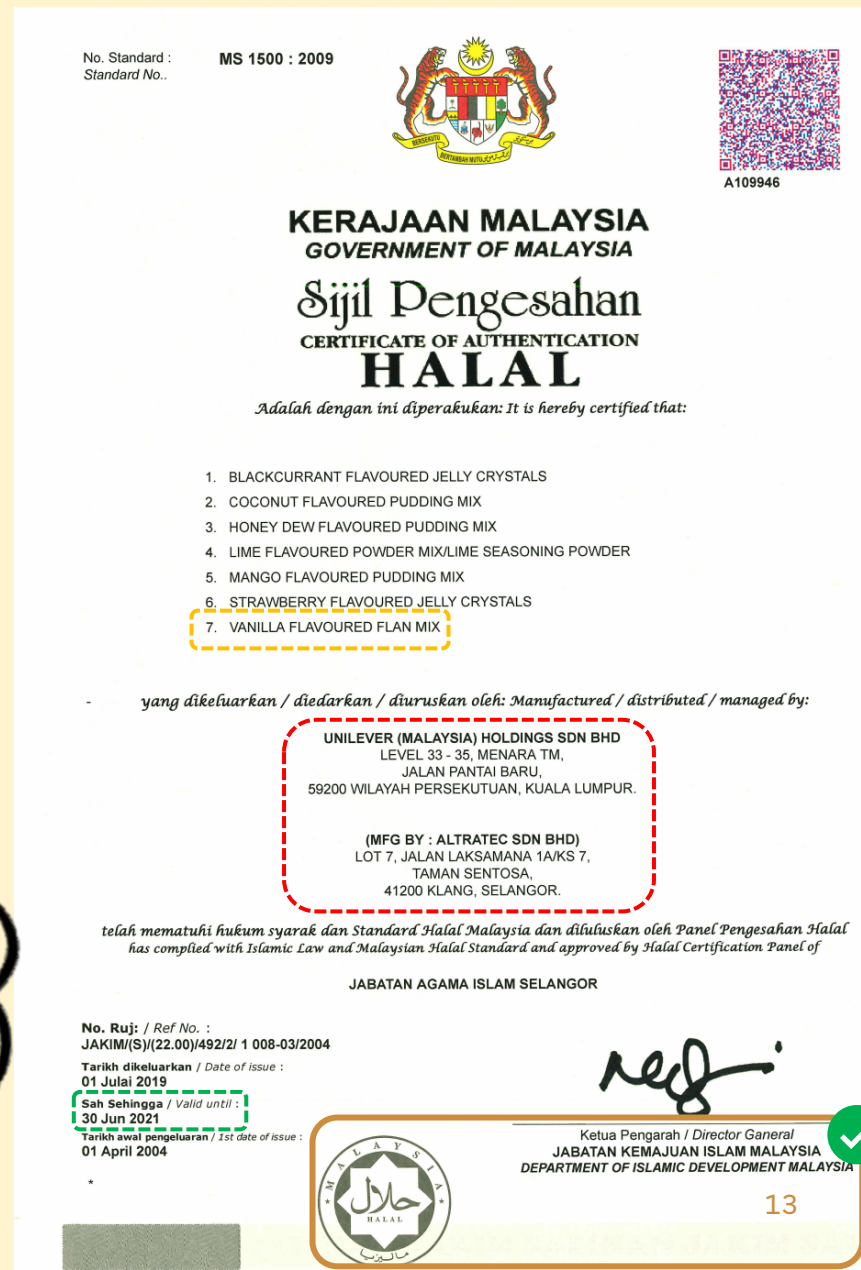 No. Standard :
Standard No..
MS 1500 : 2009
BERSEKUTU
BERTAMBAH MUTU
A109946
KERAJAAN MALAYSIA
GOVERNMENT OF MALAYSIA
Sijil Pengesahan
CERTIFICATE OF AUTHENTICATION
HALAL
Adalah dengan ini diperakukan: It is hereby certified that:
1. BLACKCURRANT FLAVOURED JELLY CRYSTALS
2. COCONUT FLAVOURED PUDDING MIX
3. HONEY DEW FLAVOURED PUDDING MIX
4. LIME FLAVOURED POWDER MIX/LIME SEASONING POWDER
5. MANGO FLAVOURED PUDDING MIX
6. STRAWBERRY FLAVOURED JELLY CRYSTALS
7. VANILLA FLAVOURED FLAN MIX
- yang dikeluarkan / diedarkan / diuruskan oleh: Manufactured / distributed / managed by:
UNILEVER (MALAYSIA) HOLDINGS SDN BHD
LEVEL 33 - 35, MENARA TM,
JALAN PANTAI BARU,
59200 WILAYAH PERSEKUTUAN, KUALA LUMPUR.
(MFG BY : ALTRATEC SDN BHD)
LOT 7, JALAN LAKSAMANA 1A/KS 7,
TAMAN SENTOSA,
41200 KLANG, SELANGOR.
telah mematuhi hukum syarak dan Standard Halal Malaysia dan diluluskan oleh Panel Pengesahan Halal
has complied with Islamic Law and Malaysian Halal Standard and approved by Halal Certification Panel of
JABATAN AGAMA ISLAM SELANGOR
No. Ruj: / Ref No. :
JAKIM/(S)/(22.00)/492/2/ 1 008-03/2004
Tarikh dikeluarkan / Date of issue :
01 Julai 2019
Sah Sehingga / Valid until :
30 Jun 2021
Tarikh awal pengeluaran / 1st date of issue :
01 April 2004
*
Ketua Pengarah / Director Ganeral
JABATAN KEMAJUAN ISLAM MALAYSIA
DEPARTMENT OF ISLAMIC DEVELOPMENT MALAYSIA
MALAYSIA
حلال
HALAL
ماليزيا
13